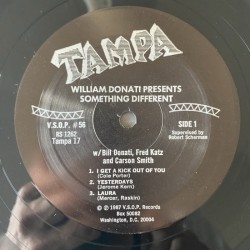 TAMPA
WILLIAM DONATI PRESENTS
SOMETHING DIFFERENT
V.S.O.P. #56
RS 1262
Tampa 17
SIDE 1
Supervised by
Robert Scherman
w/Bill Donati, Fred Katz
and Carson Smith
1. I GET A KICK OUT OF YOU
(Cole Porter)
2. YESTERDAYS
(Jerome Kern)
3. LAURA
(Mercer, Raskin)
© ℗ 1987 V.S.O.P. Records
Box 50082
Washington, D.C. 20004